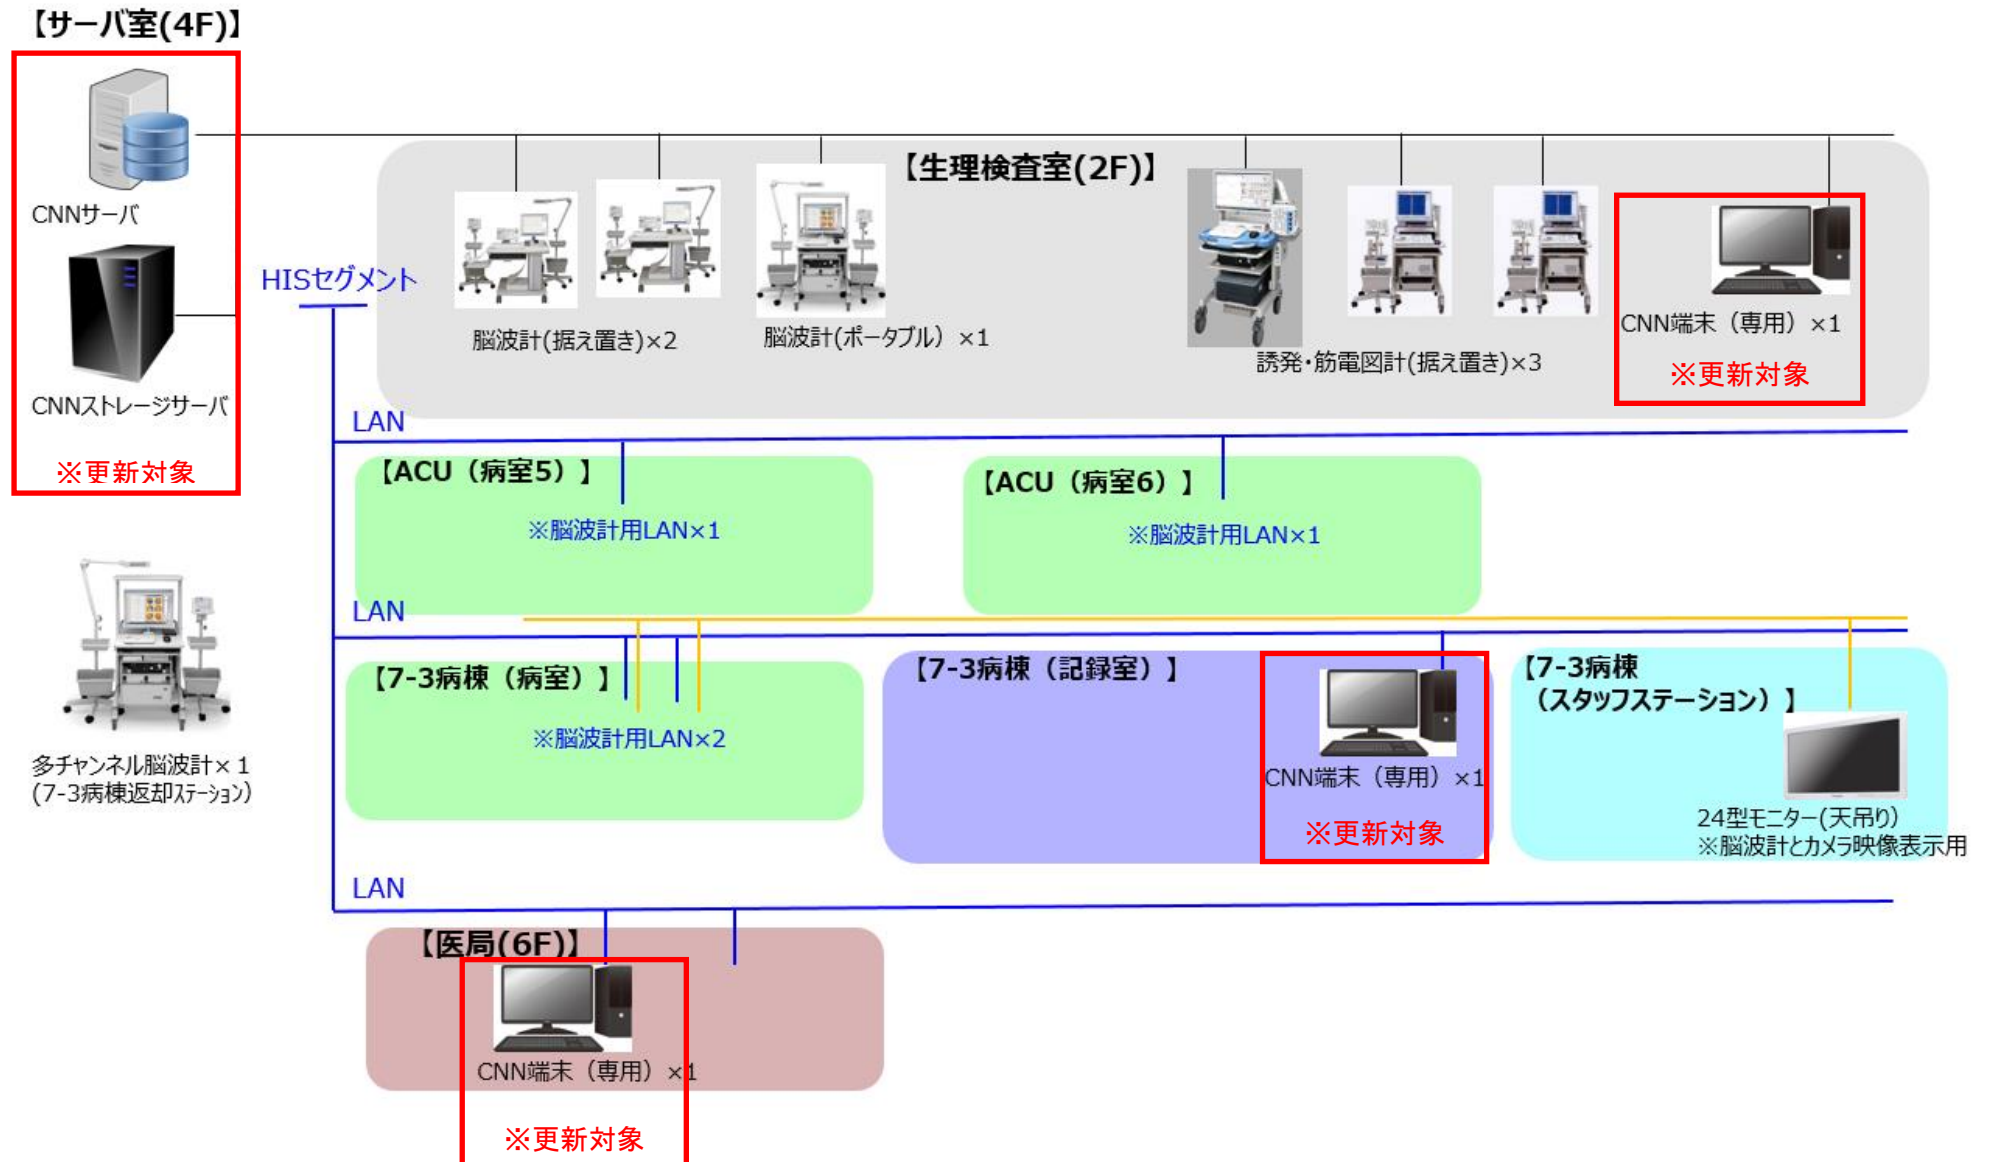 【サーバ室(4F)】
CNNサーバ
CNNストレージサーバ
※更新対象
HISセグメント
【生理検査室(2F)】
脳波計(据え置き)×2
脳波計(ポータブル）×1
誘発・筋電図計(据え置き)×3
CNN端末（専用）×1
※更新対象
LAN
【ACU（病室5）】
※脳波計用LAN×1
【ACU（病室6）】
※脳波計用LAN×1
多チャンネル脳波計×１
(7-3病棟返却ステーション)
LAN
【7-3病棟（病室）】
※脳波計用LAN×2
【7-3病棟（記録室）】
CNN端末（専用）×1
※更新対象
【7-3病棟
（スタッフステーション）】
24型モニター(天吊り)
※脳波計とカメラ映像表示用
LAN
【医局(6F)】
CNN端末（専用）×1
※更新対象